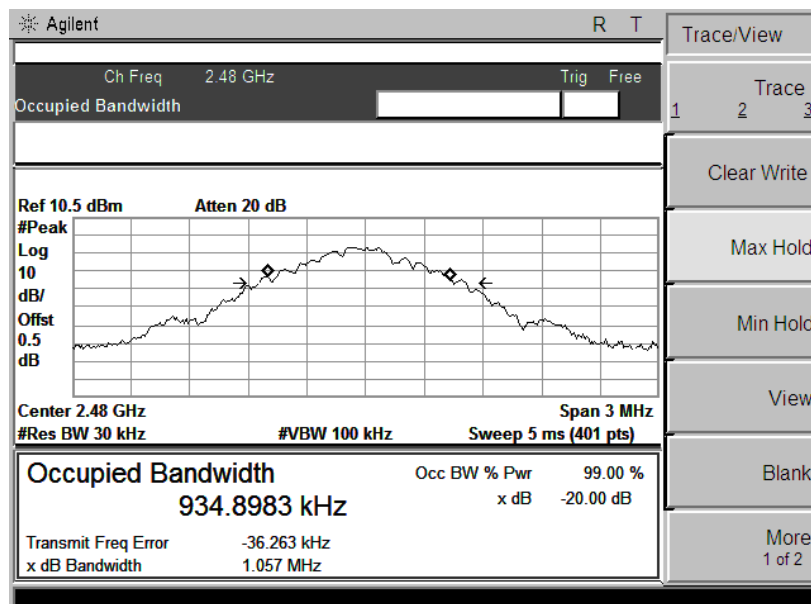 Agilent R T
Trace/View
Ch Freq 2.48 GHz Trig Free
Occupied Bandwidth
Trace
1 2 3
Clear Write
Ref 10.5 dBm Atten 20 dB
#Peak
Log
10
dB/
Offst
0.5
dB
Max Hold
Min Hold
View
Blank
More
1 of 2
Center 2.48 GHz Span 3 MHz
#Res BW 30 kHz #VBW 100 kHz Sweep 5 ms (401 pts)
Occupied Bandwidth
934.8983 kHz
Occ BW % Pwr 99.00 %
x dB -20.00 dB
Transmit Freq Error -36.263 kHz
x dB Bandwidth 1.057 MHz